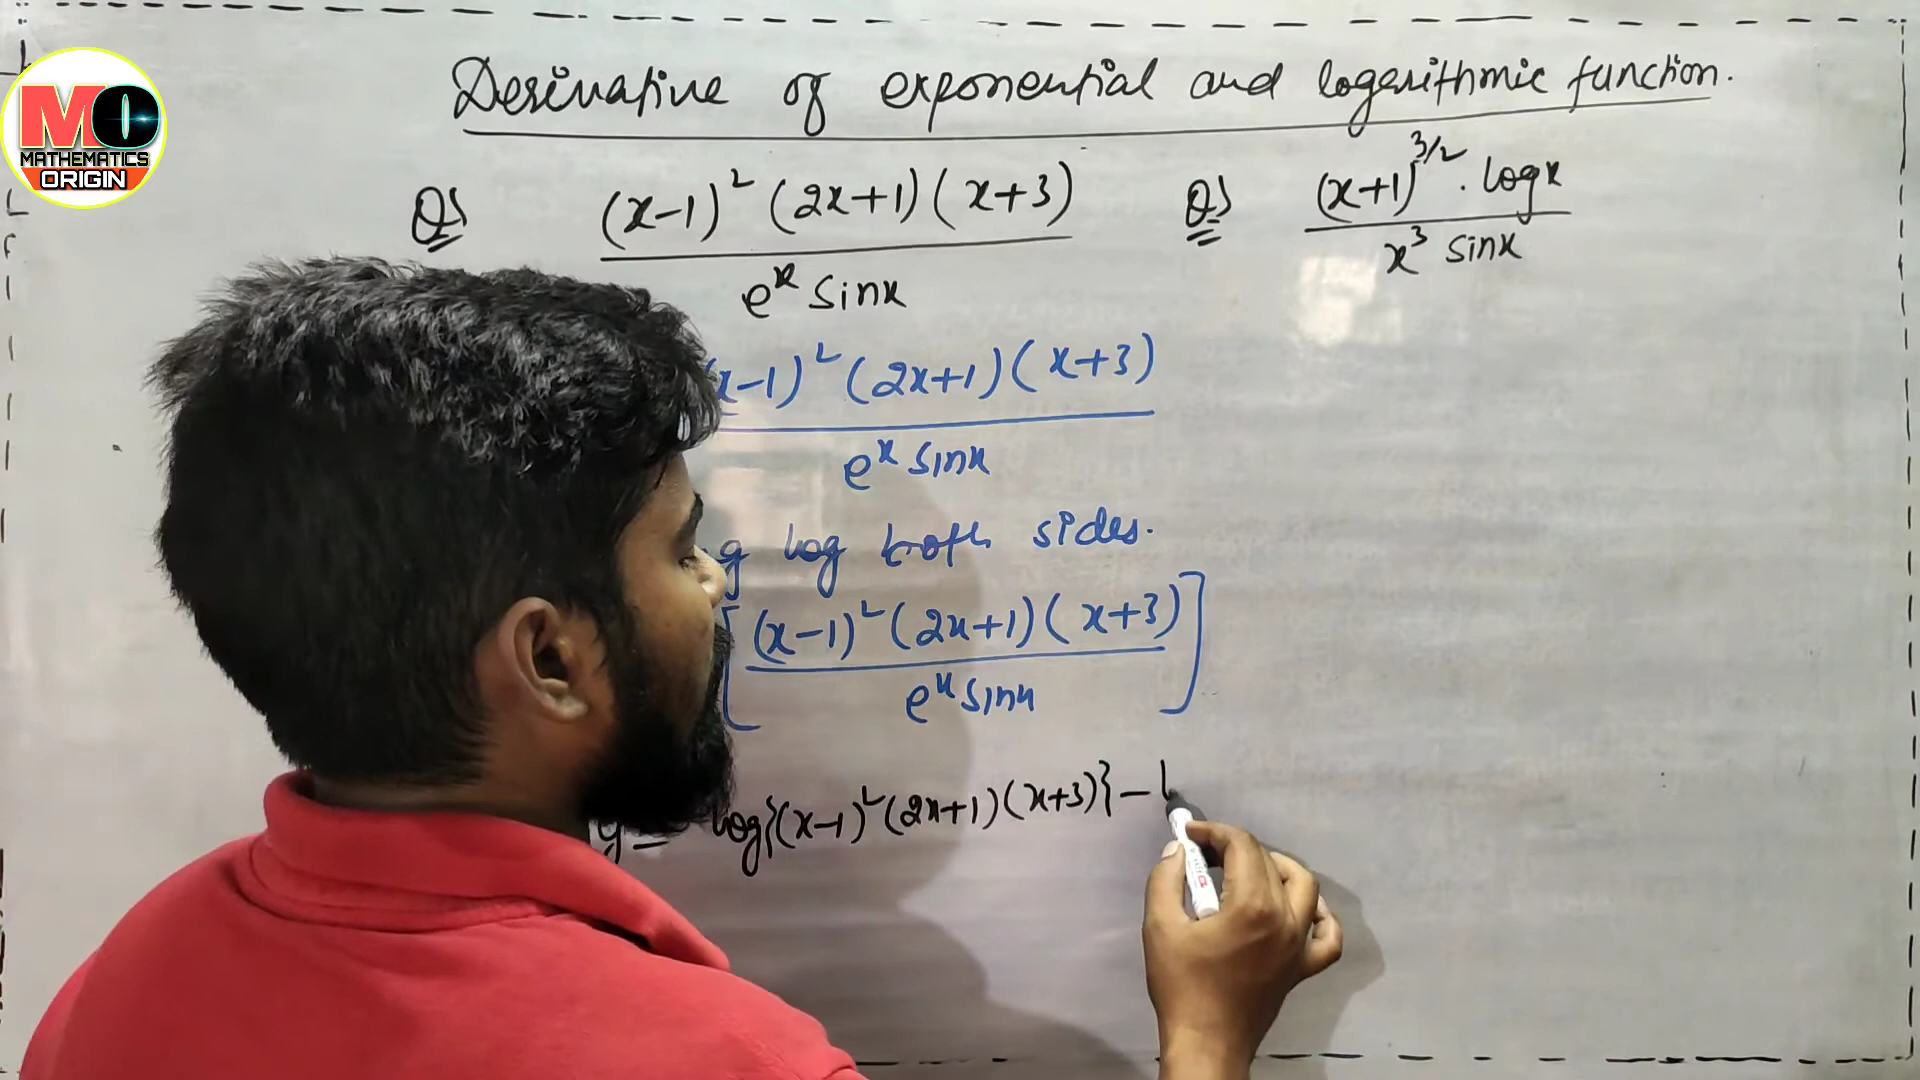 MO
MATHEMATICS
ORIGIN
Derivative of exponential and logarithmic function.
Q> (x-1)² (2x+1) (x+3)
e^x sinx
Q> (x+1)^3/2 . logx
x³ sinx
x-1)² (2x+1) (x+3)
e^x sinx
g log both sides.
[(x-1)² (2x+1) (x+3)]
e^x sinx
y = log{(x-1)² (2x+1) (x+3)} - l